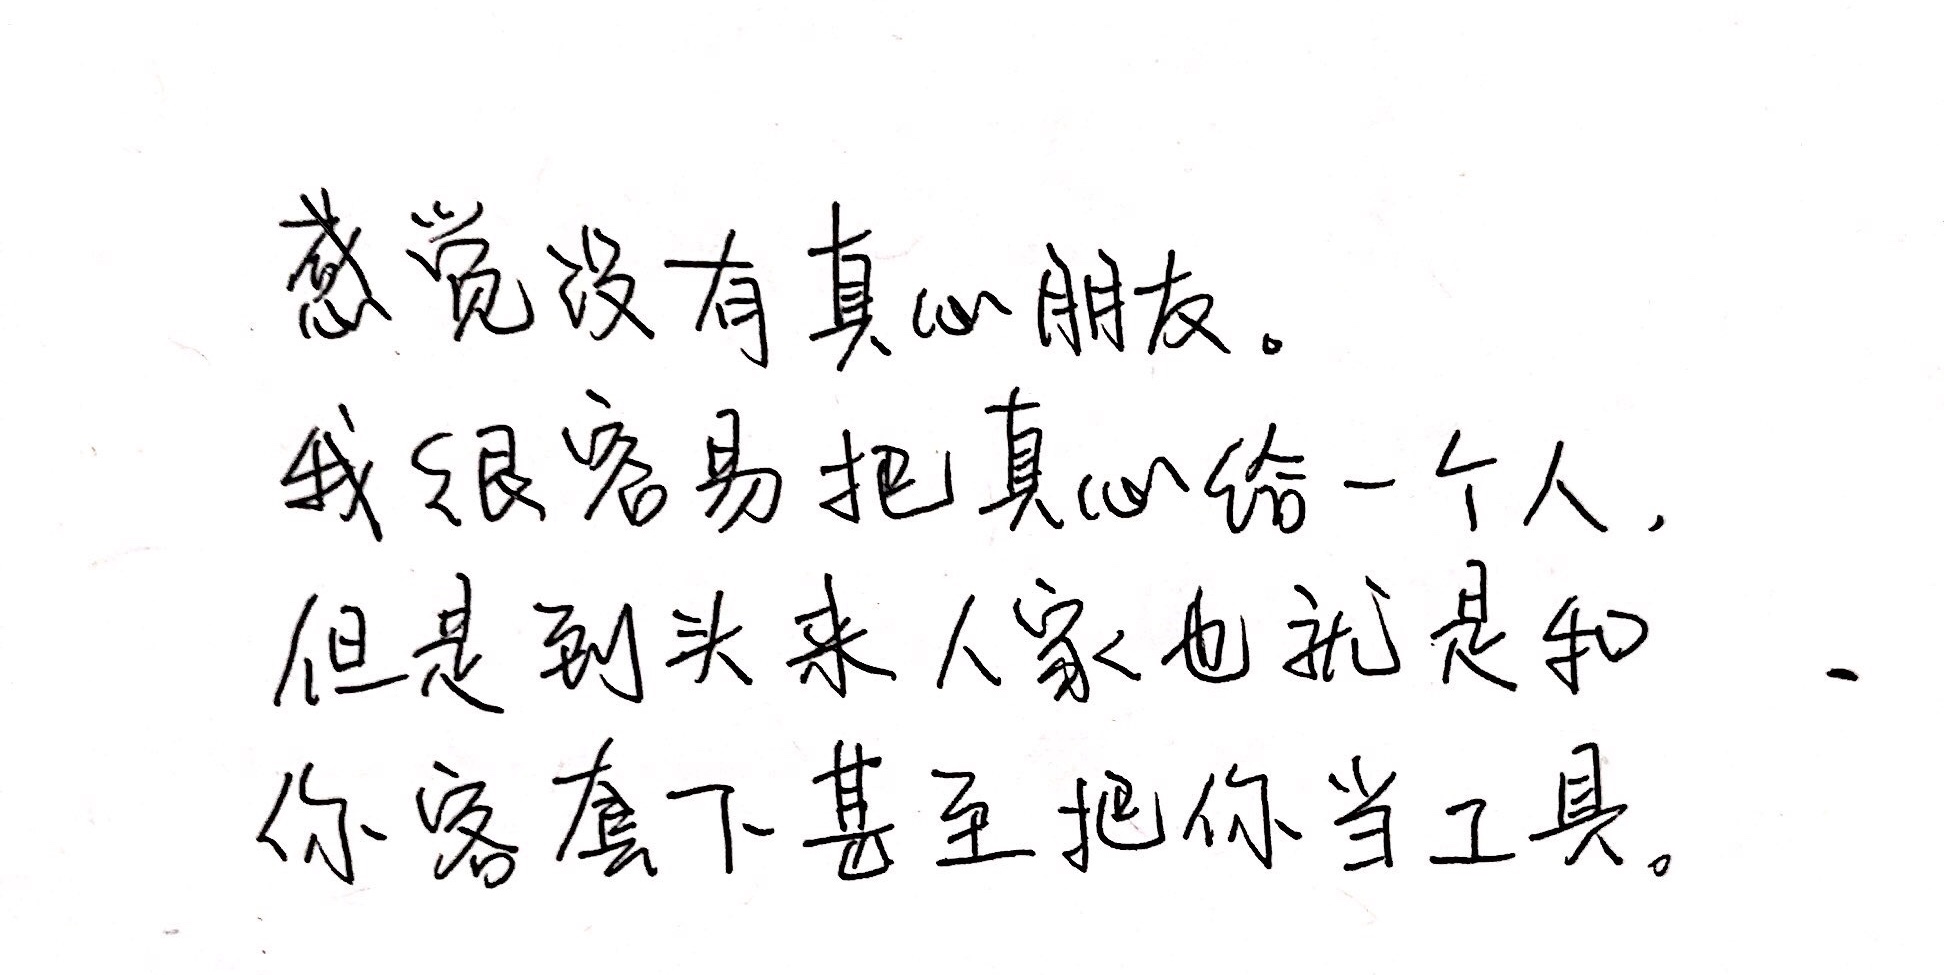 感觉没有真心朋友。
我很容易把真心给一个人,
但是到头来人家也就是和
你客套下甚至把你当工具。